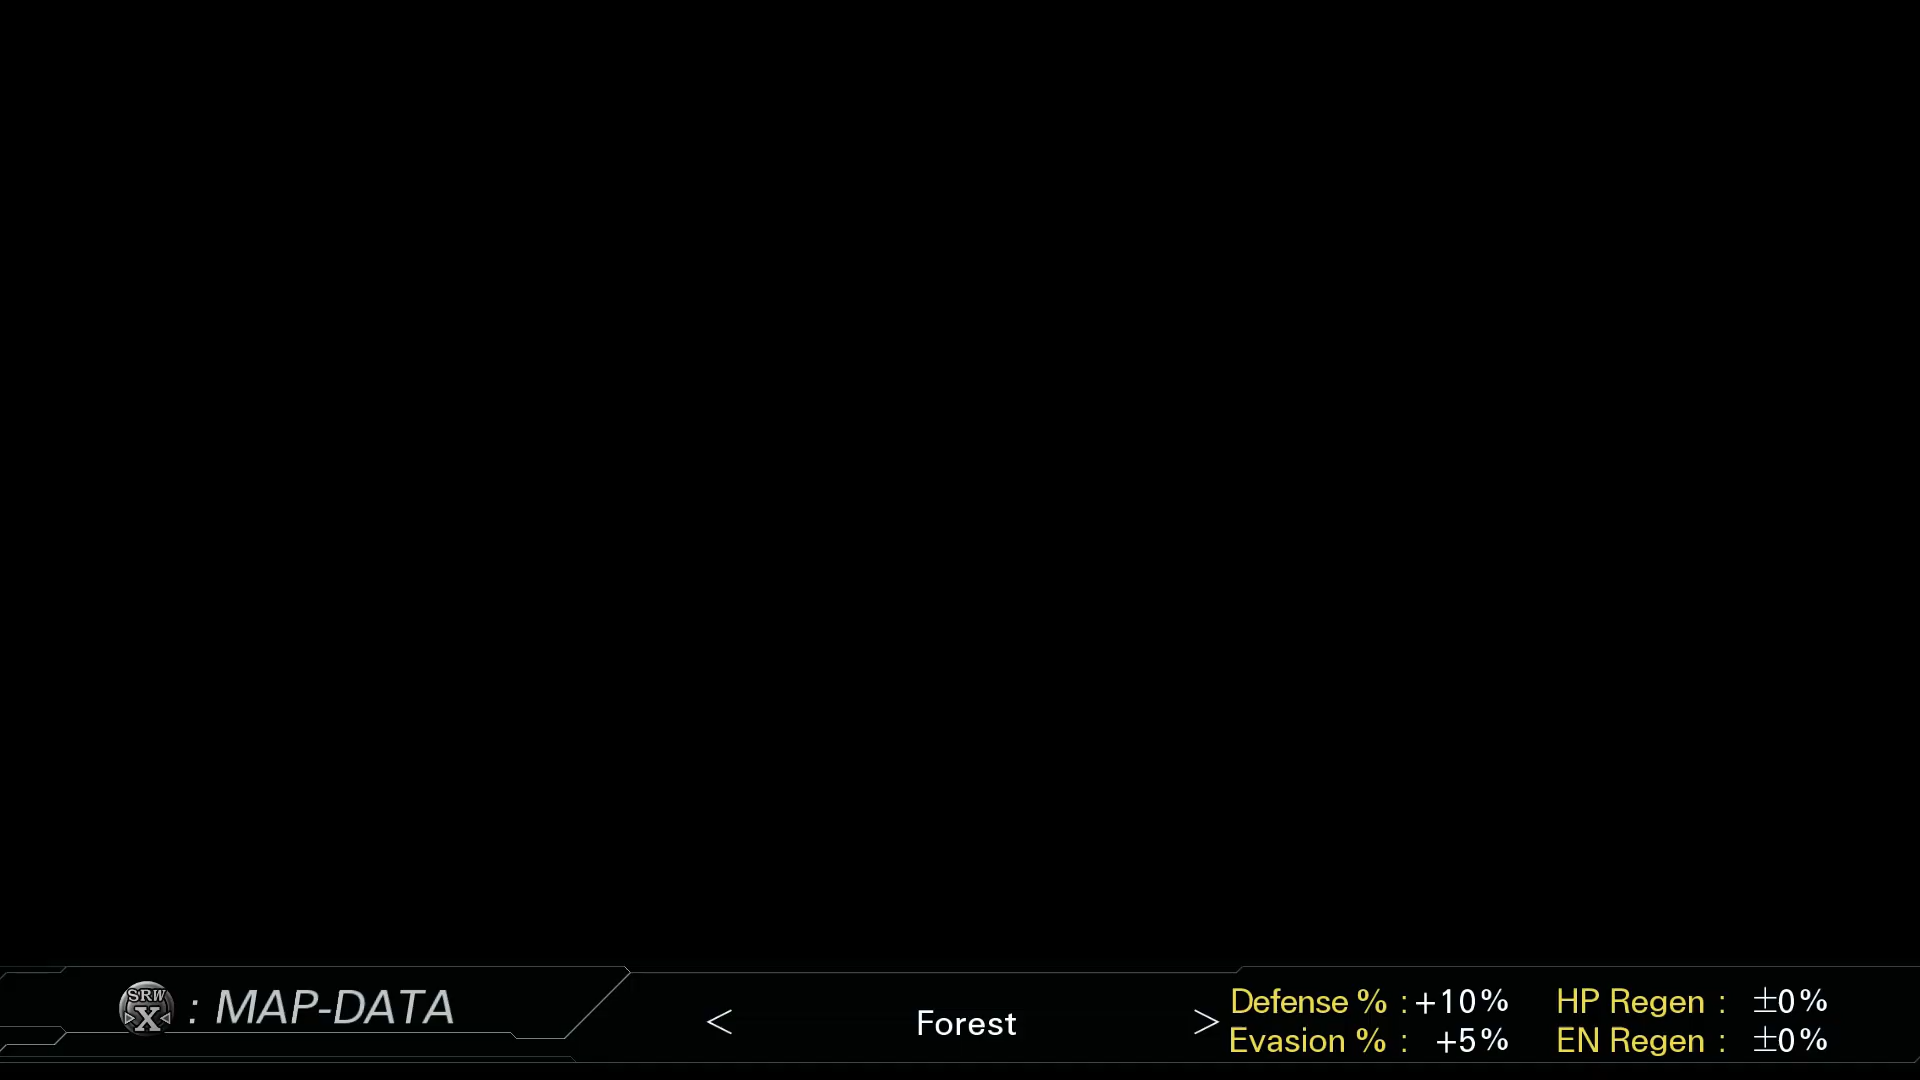 SRW
X : MAP-DATA
< Forest >
Defense % : +10% HP Regen : ±0%
Evasion % : +5% EN Regen : ±0%